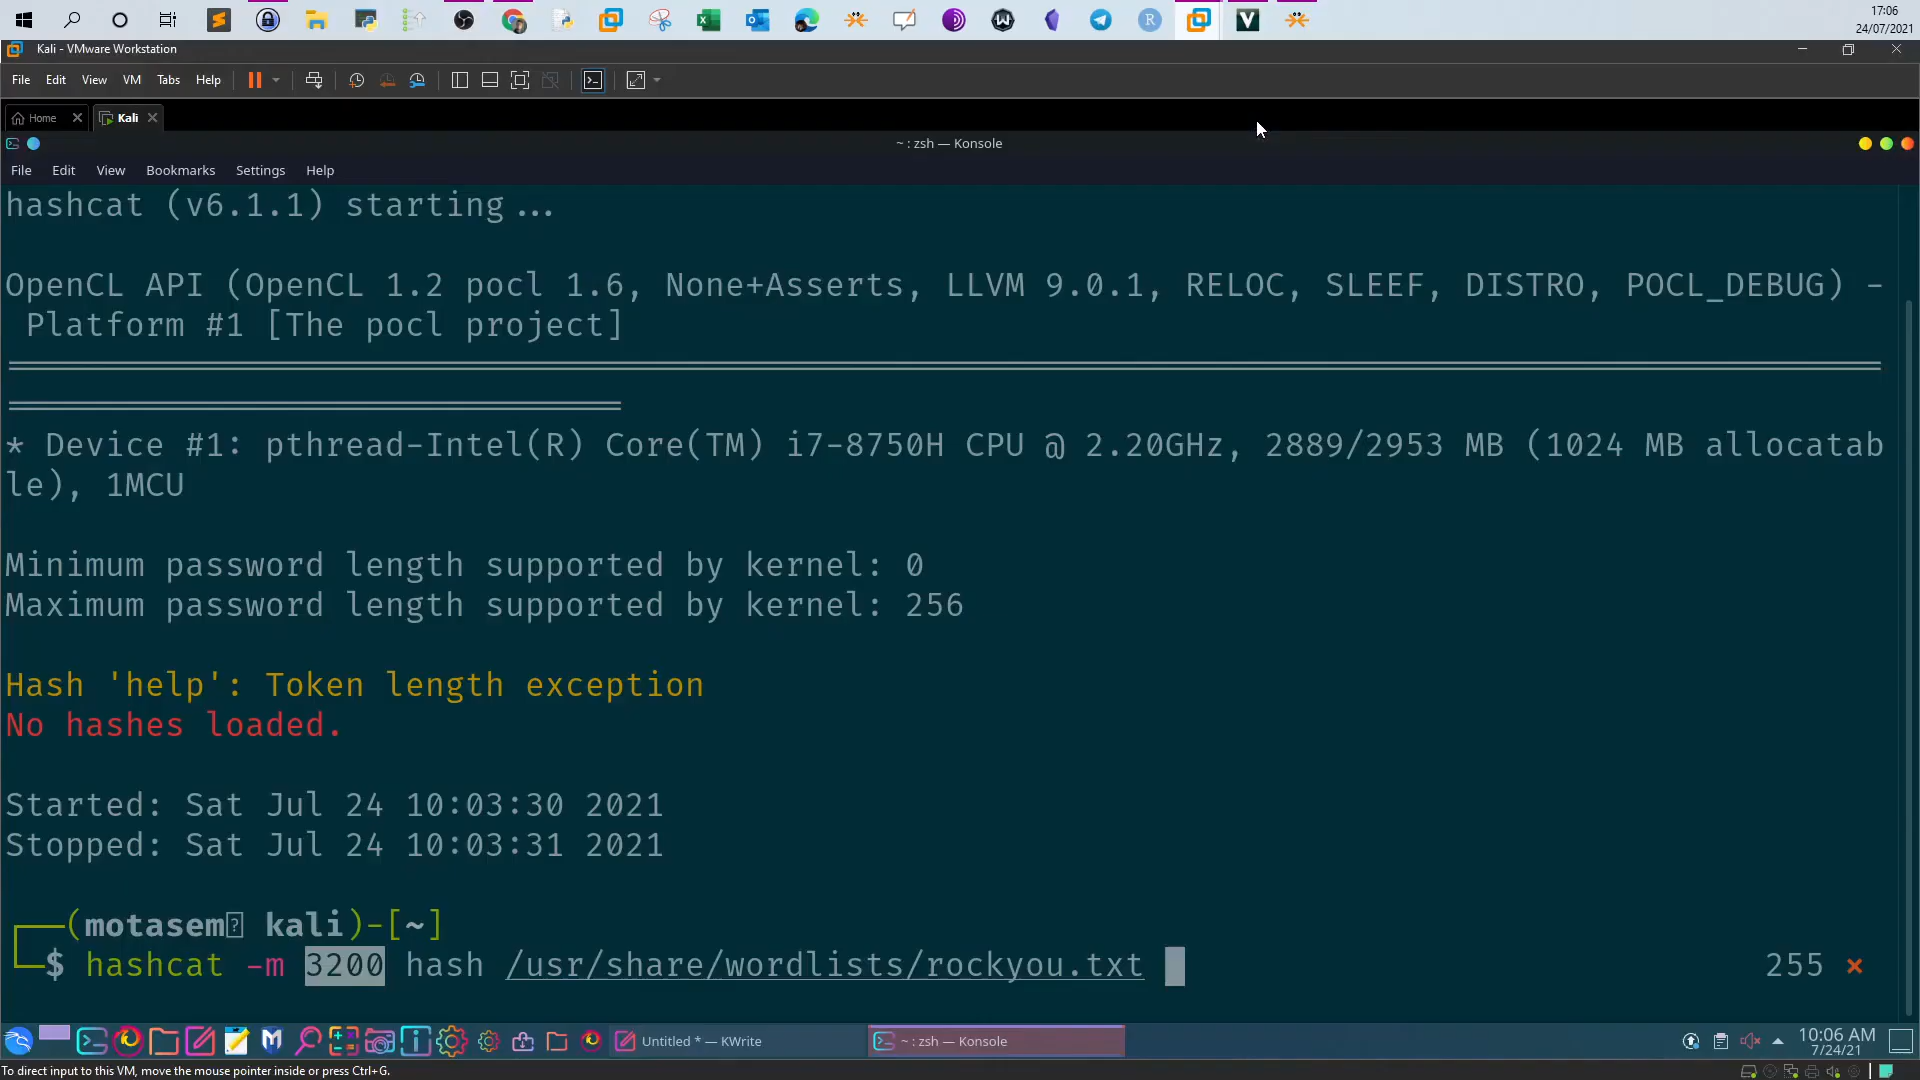 17:06
24/07/2021
Kali - VMware Workstation
File Edit View VM Tabs Help
Home Kali
~ : zsh — Konsole
File Edit View Bookmarks Settings Help
hashcat (v6.1.1) starting...
OpenCL API (OpenCL 1.2 pocl 1.6, None+Asserts, LLVM 9.0.1, RELOC, SLEEF, DISTRO, POCL_DEBUG) -
Platform #1 [The pocl project]
* Device #1: pthread-Intel(R) Core(TM) i7-8750H CPU @ 2.20GHz, 2889/2953 MB (1024 MB allocatab
le), 1MCU
Minimum password length supported by kernel: 0
Maximum password length supported by kernel: 256
Hash 'help': Token length exception
No hashes loaded.
Started: Sat Jul 24 10:03:30 2021
Stopped: Sat Jul 24 10:03:31 2021
(motasem kali)-[~]
$ hashcat -m 3200 hash /usr/share/wordlists/rockyou.txt 255 ×
Untitled * — KWrite ~ : zsh — Konsole 10:06 AM
7/24/21
To direct input to this VM, move the mouse pointer inside or press Ctrl+G.